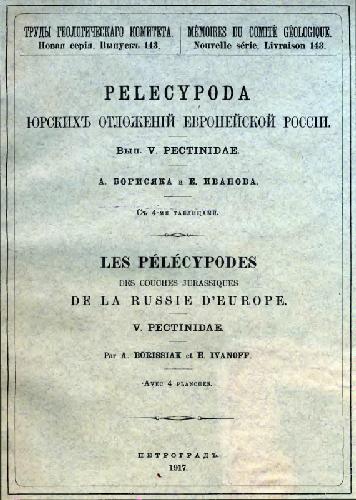 ТРУДЫ ГЕОЛОГИЧЕСКАГО КОМИТЕТА.
Новая серія. Выпускъ 143.
MÉMOIRES DU COMITÉ GÉOLOGIQUE.
Nouvelle série. Livraison 143.
PELECYPODA
ЮРСКИХЪ ОТЛОЖЕНІЙ ЕВРОПЕЙСКОЙ РОССІИ.
Вып. V. PECTINIDAE.
А. БОРИСЯКА и Е. ИВАНОВА.
Съ 4-мя таблицами.
LES PÉLÉCYPODES
DES COUCHES JURASSIQUES
DE LA RUSSIE D'EUROPE.
V. PECTINIDAE.
Par A. BORISSIAK et E. IVANOFF.
Avec 4 planches.
ПЕТРОГРАДЪ.
1917.